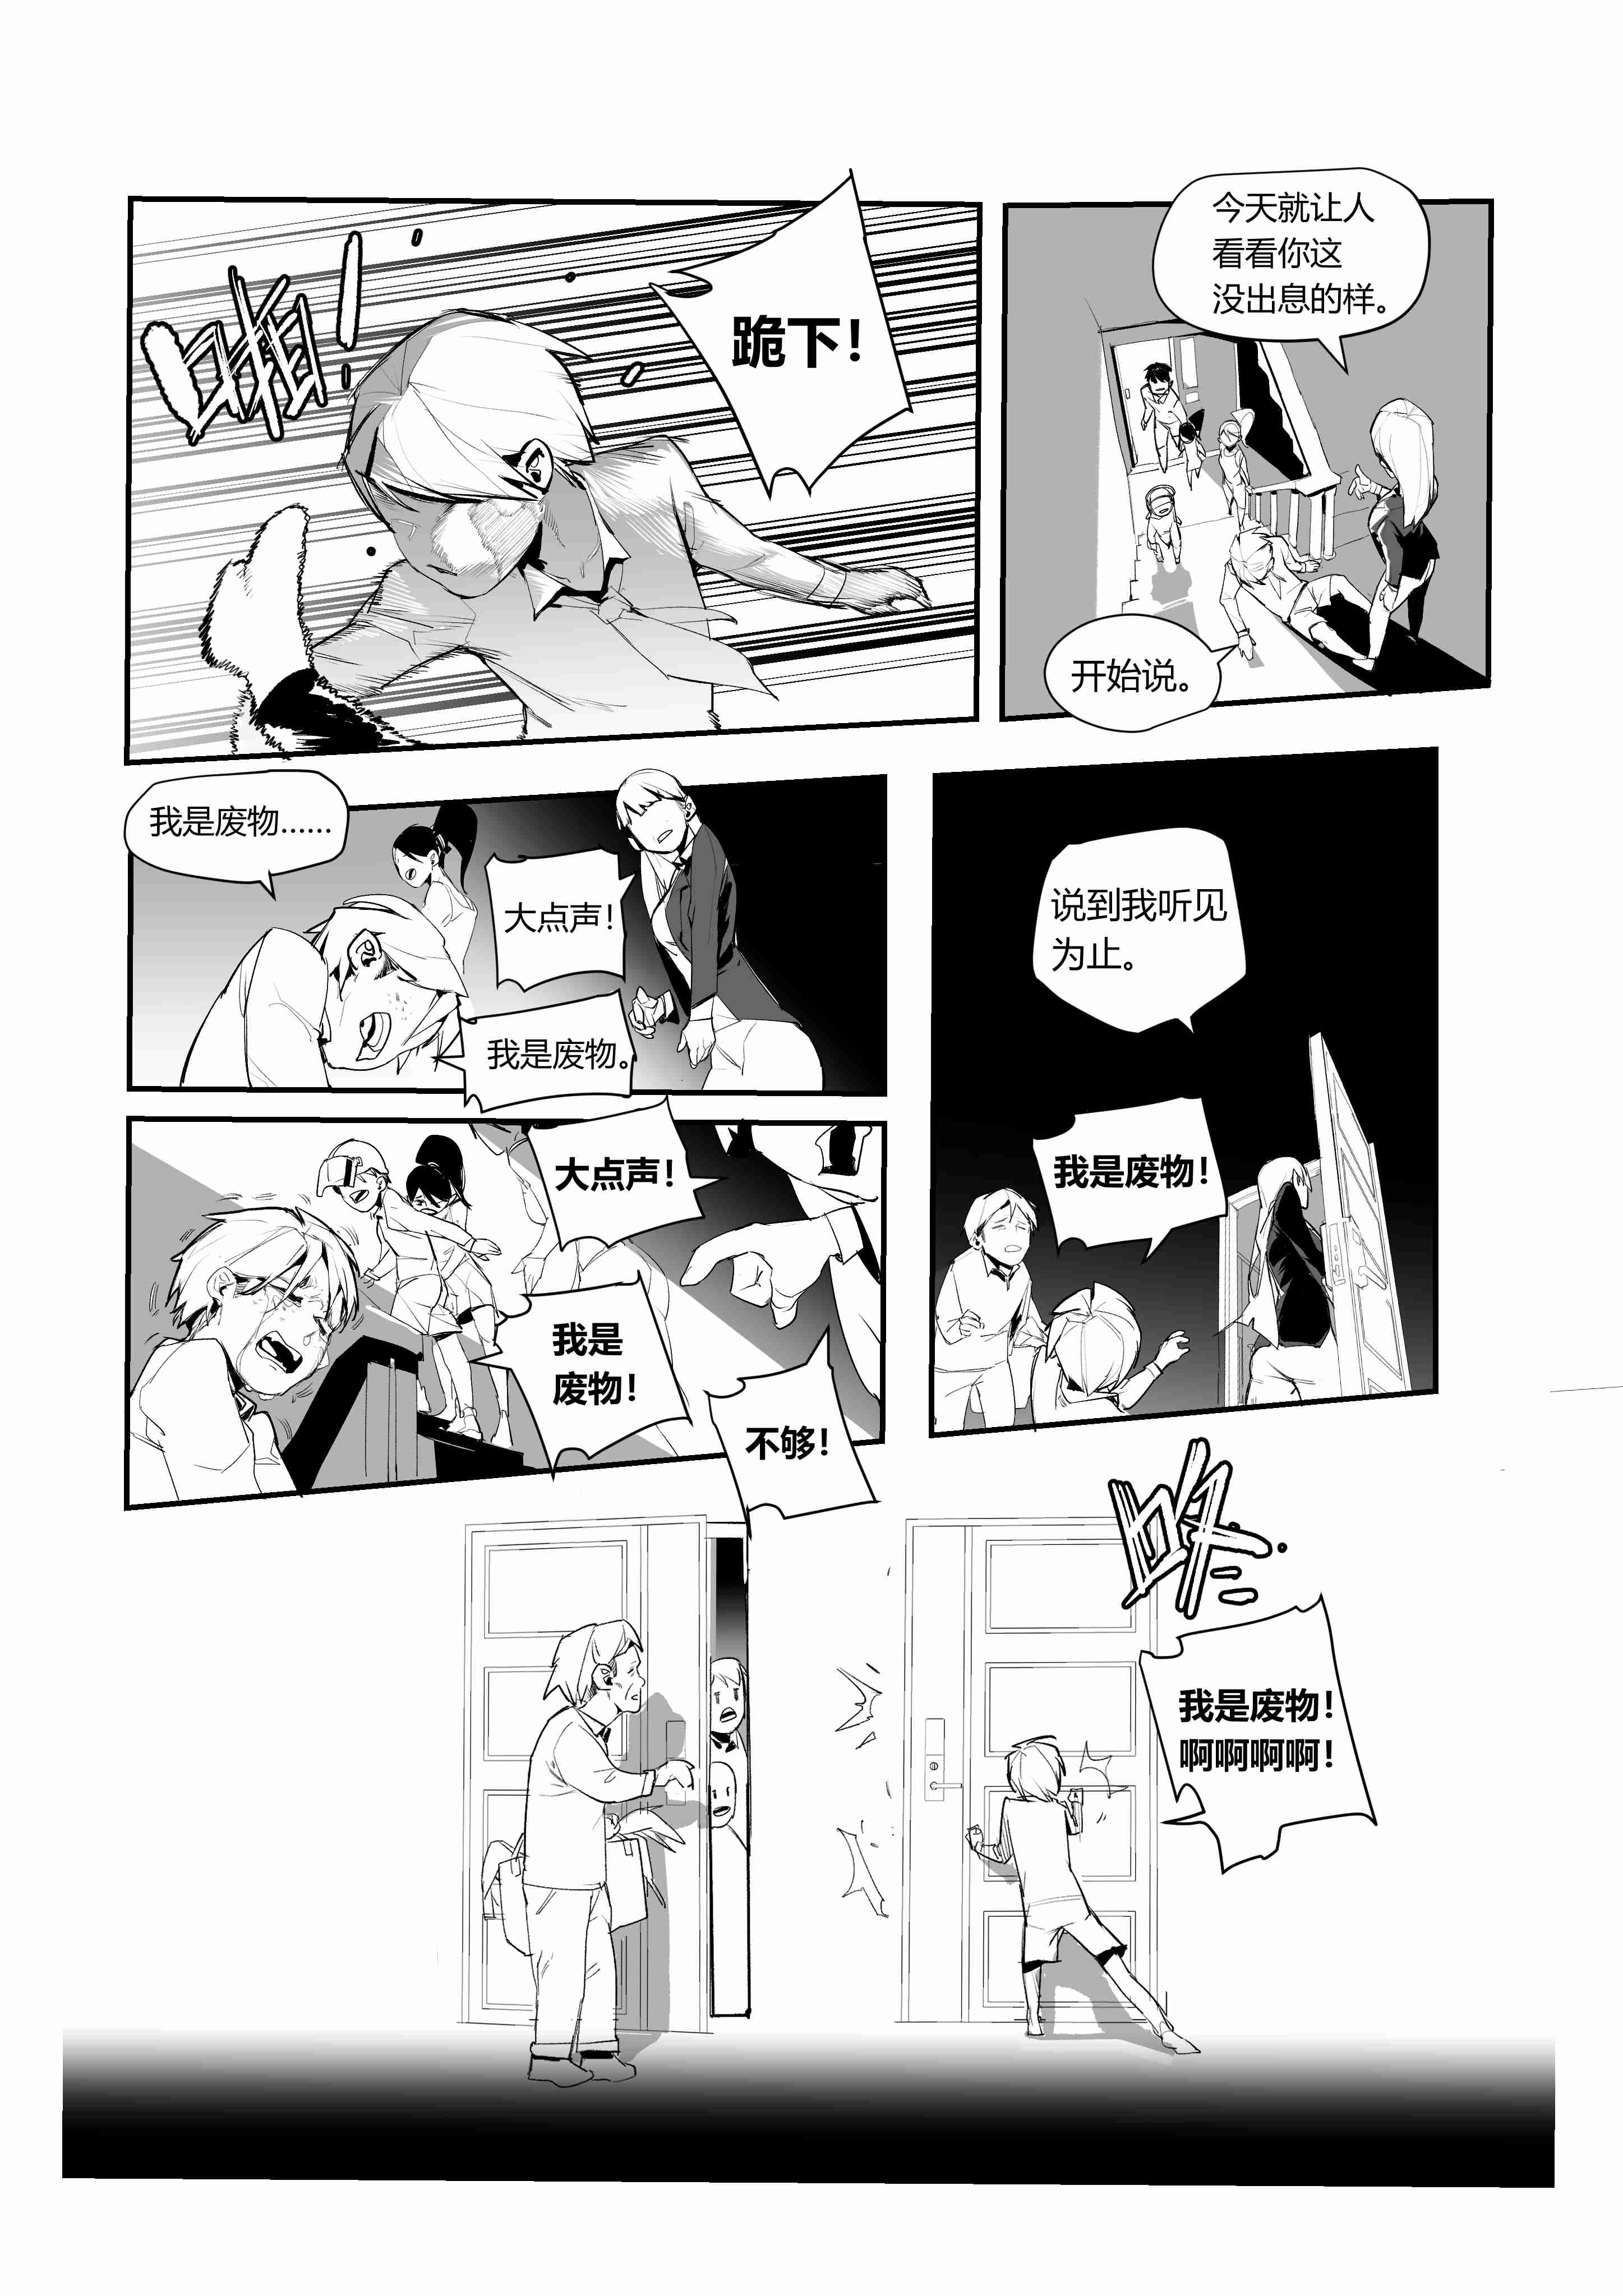 跪下！
啪！
今天就让人
看看你这
没出息的样。
开始说。
我是废物……
大点声！
我是废物。
大点声！
我是
废物！
不够！
说到我听见
为止。
我是废物！
我是废物！
啊啊啊啊！